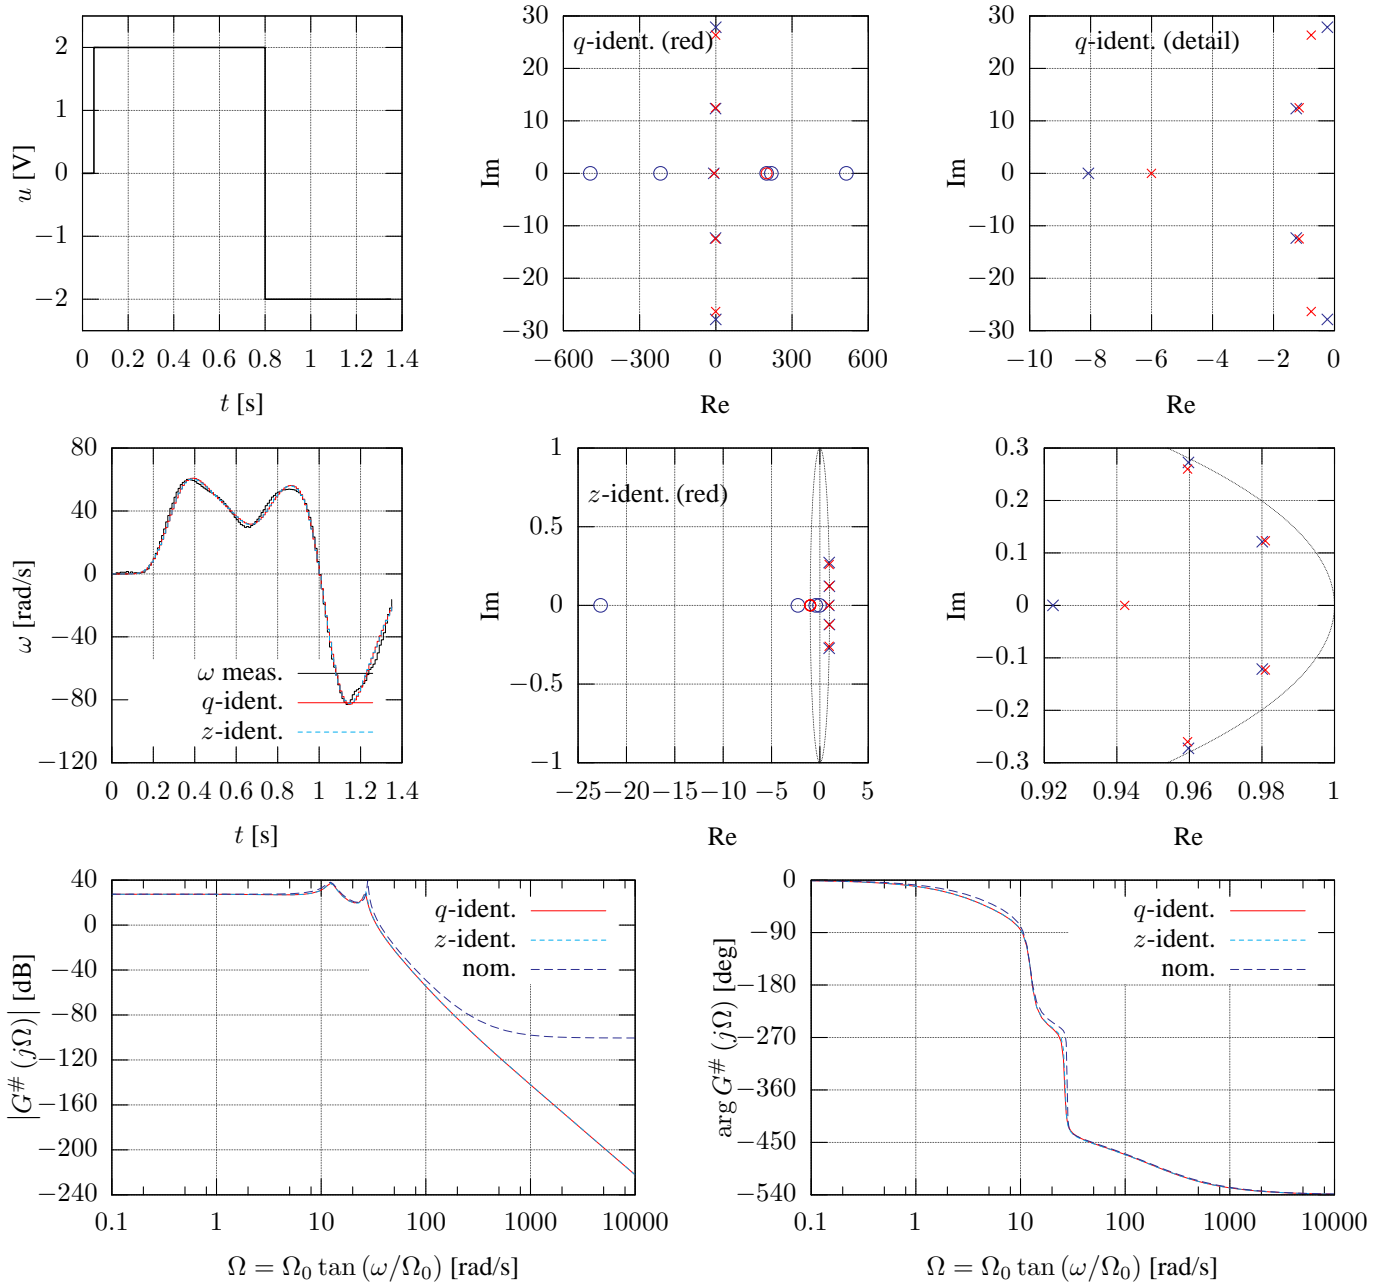 2
1
0
−1
−2
u [V]
0 0.2 0.4 0.6 0.8 1 1.2 1.4
t [s]
q-ident. (red)
30
20
10
0
−10
−20
−30
Im
−600 −300 0 300 600
Re
q-ident. (detail)
30
20
10
0
−10
−20
−30
Im
−10 −8 −6 −4 −2 0
Re
80
40
0
−40
−80
−120
ω [rad/s]
ω meas.
q-ident.
z-ident.
0 0.2 0.4 0.6 0.8 1 1.2 1.4
t [s]
z-ident. (red)
1
0.5
0
−0.5
−1
Im
−25 −20 −15 −10 −5 0 5
Re
0.3
0.2
0.1
0
−0.1
−0.2
−0.3
Im
0.92 0.94 0.96 0.98 1
Re
40
0
−40
−80
−120
−160
−200
−240
|G# (jΩ)| [dB]
q-ident.
z-ident.
nom.
0.1 1 10 100 1000 10000
Ω = Ω₀ tan (ω/Ω₀) [rad/s]
0
−90
−180
−270
−360
−450
−540
arg G# (jΩ) [deg]
q-ident.
z-ident.
nom.
0.1 1 10 100 1000 10000
Ω = Ω₀ tan (ω/Ω₀) [rad/s]